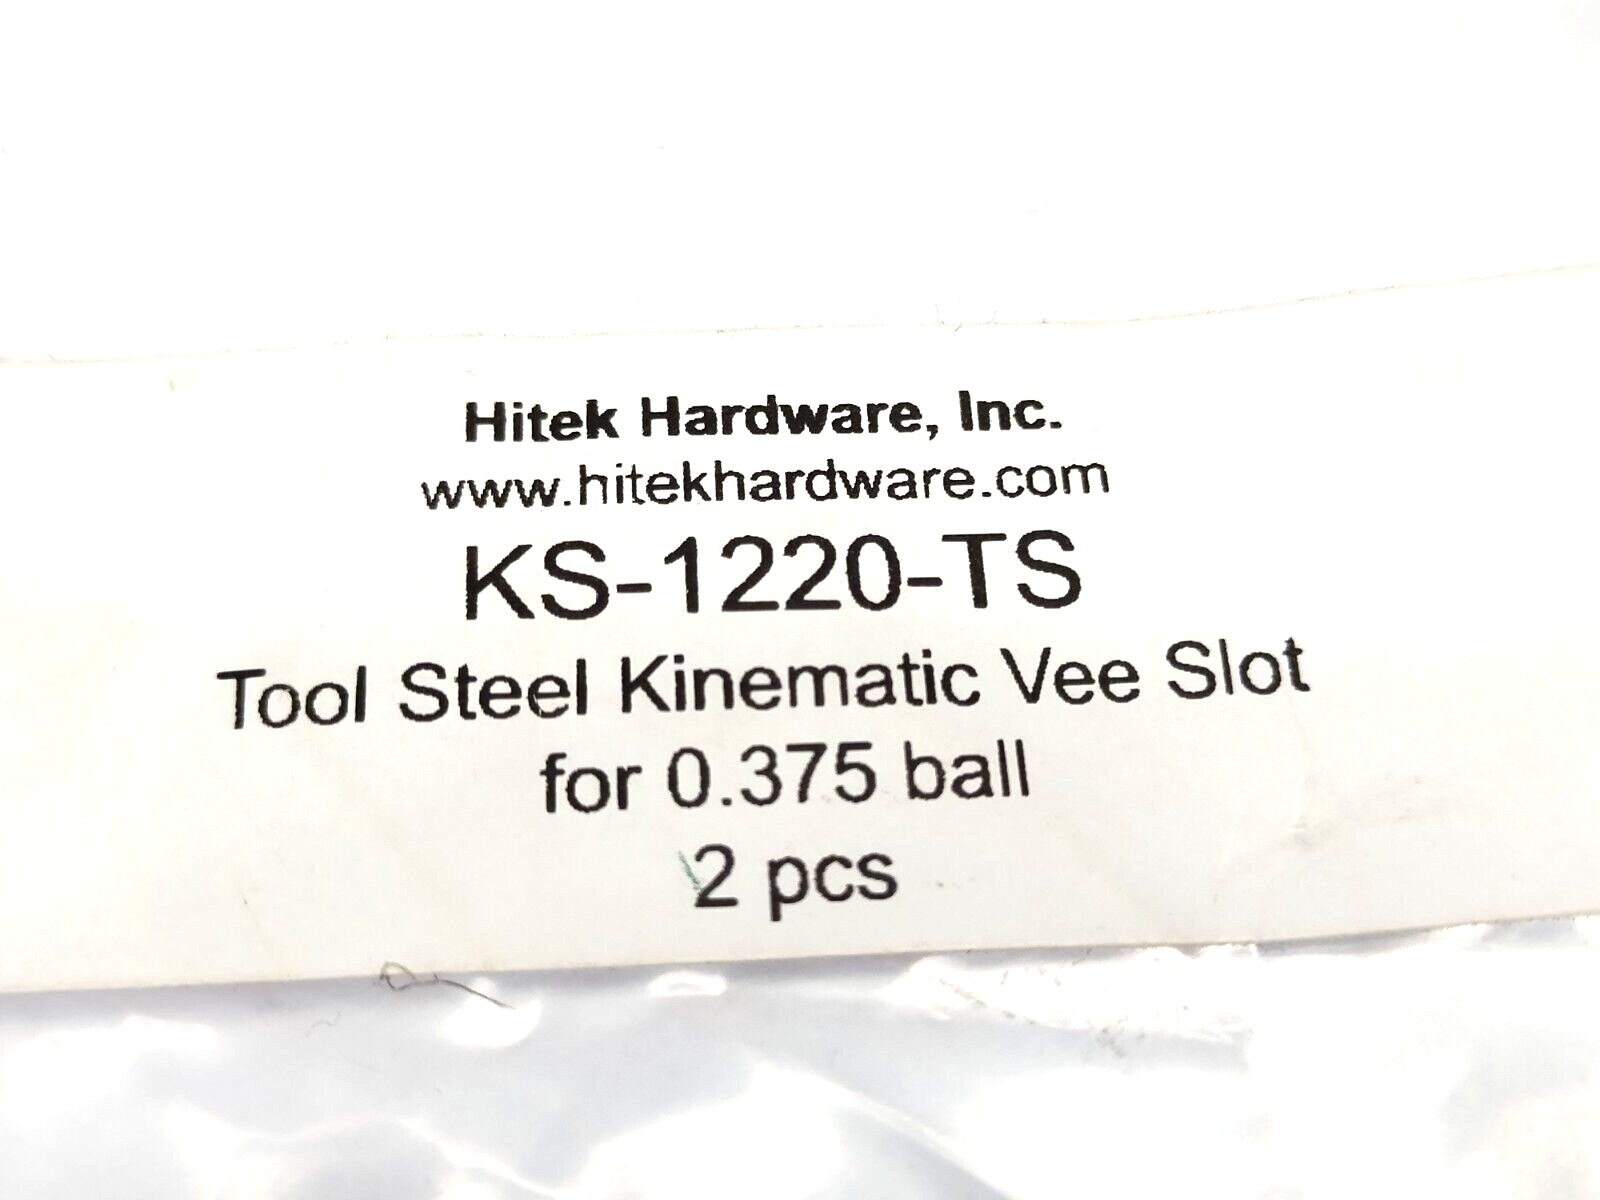 Hitek Hardware, Inc.
www.hitekhardware.com
KS-1220-TS
Tool Steel Kinematic Vee Slot
for 0.375 ball
2 pcs